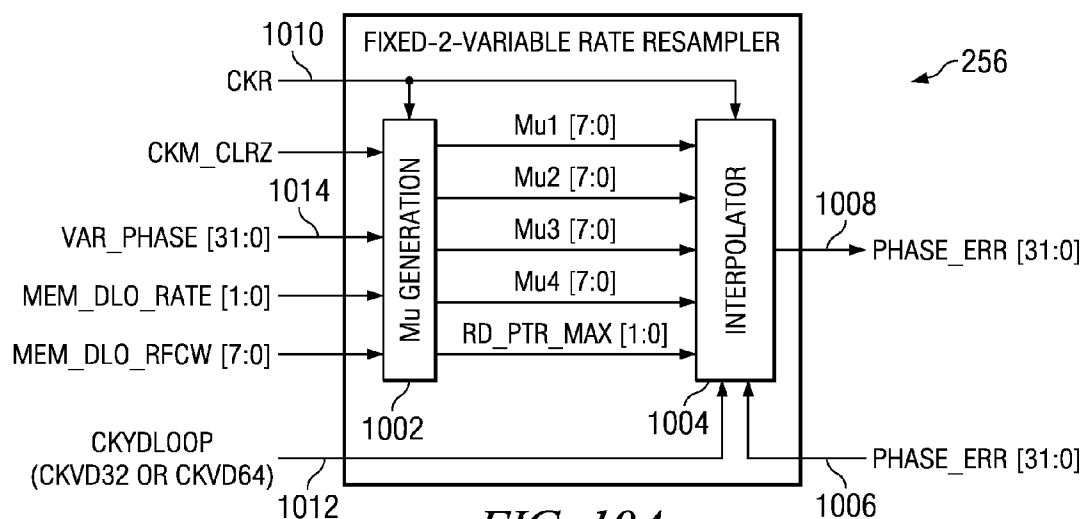 1010
FIXED-2-VARIABLE RATE RESAMPLER
256
CKR
CKM_CLRZ
1014
VAR_PHASE [31:0]
MEM_DLO_RATE [1:0]
MEM_DLO_RFCW [7:0]
Mu GENERATION
Mu1 [7:0]
Mu2 [7:0]
Mu3 [7:0]
Mu4 [7:0]
RD_PTR_MAX [1:0]
INTERPOLATOR
1008
PHASE_ERR [31:0]
1002
1004
CKYDLOOP
(CKVD32 OR CKVD64)
1012
PHASE_ERR [31:0]
1006
FIG. 10A